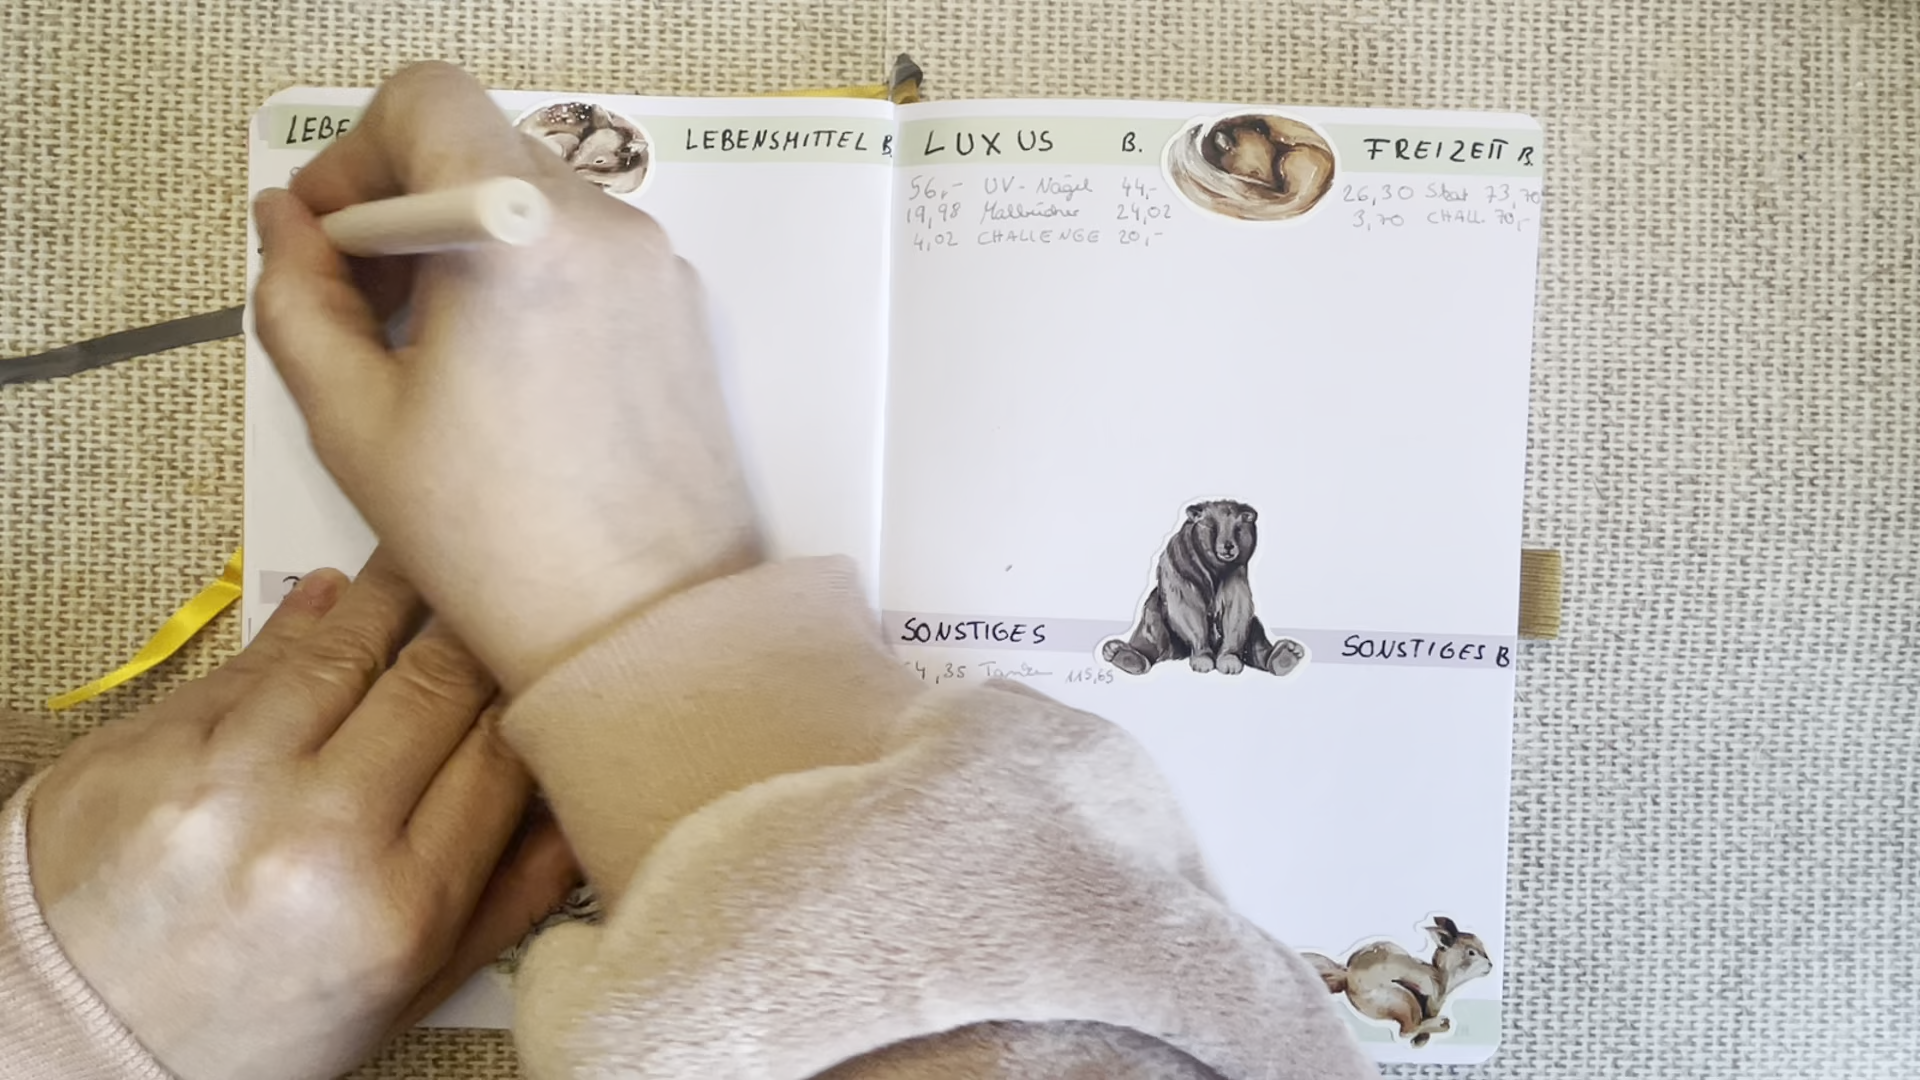 LEBE
LEBENSMITTEL B.
LUXUS B.
56,- UV-Nägel 44,-
19,98 Malbücher 24,02
4,02 CHALLENGE 20,-
FREIZEIT B.
26,30 Skat 73,70
3,70 CHALL. 70,-
SONSTIGES
4,35 Tanken 115,65
SONSTIGES B